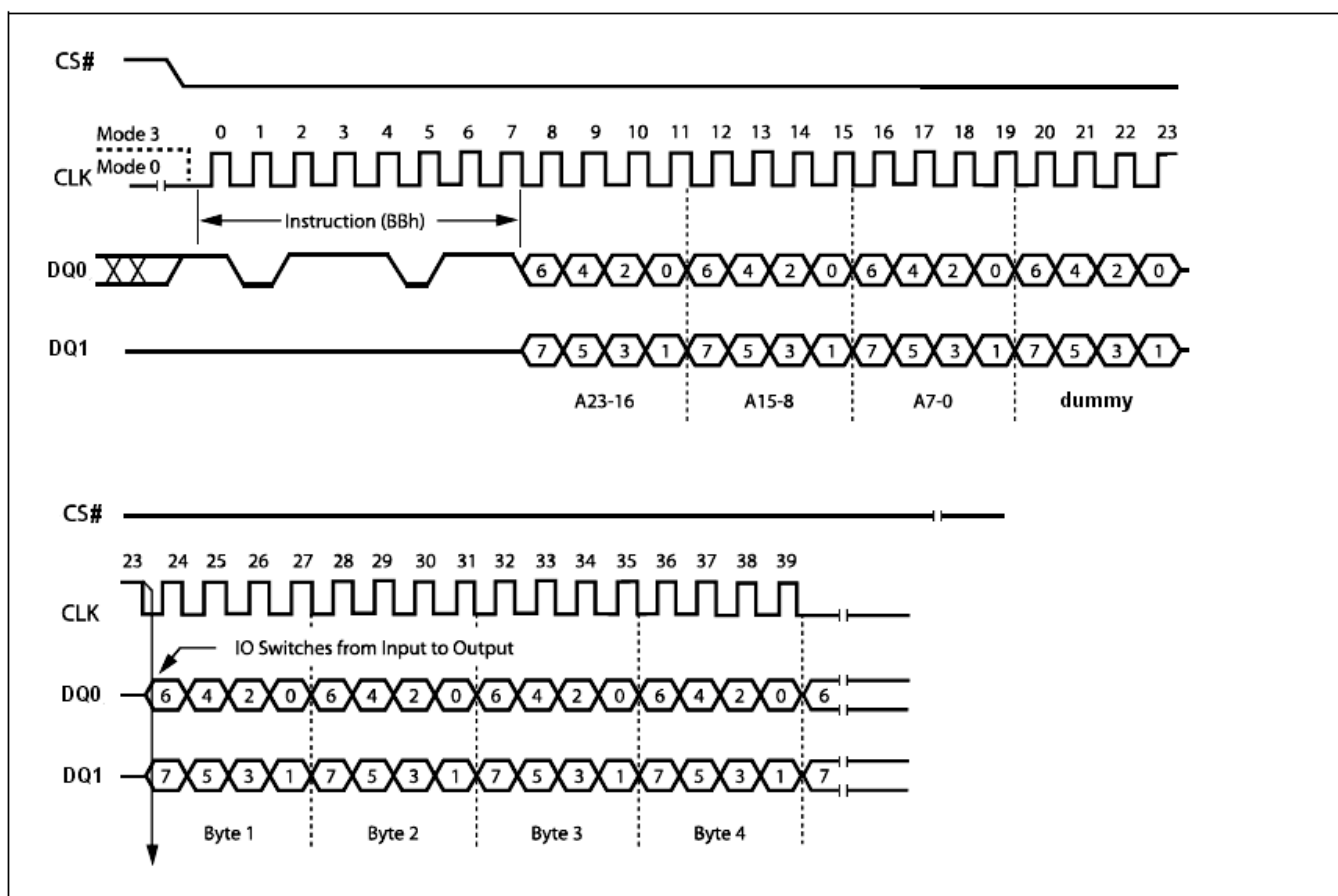 CS#
0 1 2 3 4 5 6 7 8 9 10 11 12 13 14 15 16 17 18 19 20 21 22 23
Mode 3
Mode 0
CLK
Instruction (BBh)
DQ0 6 4 2 0 6 4 2 0 6 4 2 0 6 4 2 0
DQ1 7 5 3 1 7 5 3 1 7 5 3 1 7 5 3 1
A23-16 A15-8 A7-0 dummy
CS#
23 24 25 26 27 28 29 30 31 32 33 34 35 36 37 38 39
CLK
IO Switches from Input to Output
DQ0 6 4 2 0 6 4 2 0 6 4 2 0 6 4 2 0 6
DQ1 7 5 3 1 7 5 3 1 7 5 3 1 7 5 3 1 7
Byte 1 Byte 2 Byte 3 Byte 4